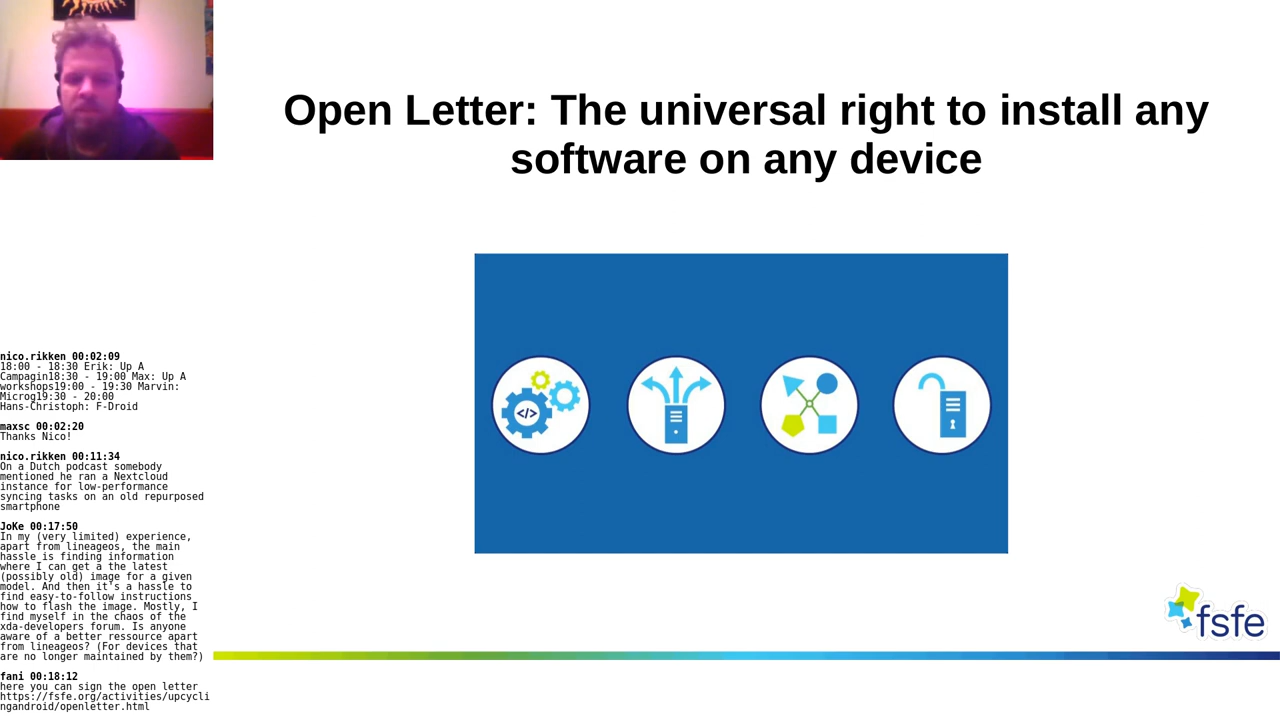 Open Letter: The universal right to install any
software on any device
</>
fsfe
nico.rikken 00:02:09
18:00 - 18:30 Erik: Up A
Campagin18:30 - 19:00 Max: Up A
workshops19:00 - 19:30 Marvin:
Microg19:30 - 20:00
Hans-Christoph: F-Droid
maxsc 00:02:20
Thanks Nico!
nico.rikken 00:11:34
On a Dutch podcast somebody
mentioned he ran a Nextcloud
instance for low-performance
syncing tasks on an old repurposed
smartphone
JoKe 00:17:50
In my (very limited) experience,
apart from lineageos, the main
hassle is finding information
where I can get a the latest
(possibly old) image for a given
model. And then it's a hassle to
find easy-to-follow instructions
how to flash the image. Mostly, I
find myself in the chaos of the
xda-developers forum. Is anyone
aware of a better ressource apart
from lineageos? (For devices that
are no longer maintained by them?)
fani 00:18:12
here you can sign the open letter
https://fsfe.org/activities/upcycli
ngandroid/openletter.html